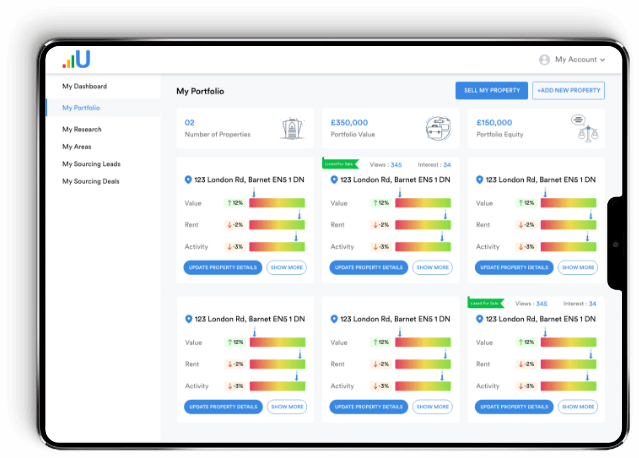 U
My Account
My Dashboard
My Portfolio
My Research
My Areas
My Sourcing Leads
My Sourcing Deals
My Portfolio
SELL MY PROPERTY
+ADD NEW PROPERTY
02
Number of Properties
£350,000
Portfolio Value
£150,000
Portfolio Equity
123 London Rd, Barnet EN5 1 DN
Value
12%
Rent
-2%
Activity
-3%
UPDATE PROPERTY DETAILS
SHOW MORE
Listed For Sale
Views : 345
Interest : 34
123 London Rd, Barnet EN5 1 DN
Value
12%
Rent
-2%
Activity
-3%
UPDATE PROPERTY DETAILS
SHOW MORE
123 London Rd, Barnet EN5 1 DN
Value
12%
Rent
-2%
Activity
-3%
UPDATE PROPERTY DETAILS
SHOW MORE
123 London Rd, Barnet EN5 1 DN
Value
12%
Rent
-2%
Activity
-3%
UPDATE PROPERTY DETAILS
SHOW MORE
123 London Rd, Barnet EN5 1 DN
Value
12%
Rent
-2%
Activity
-3%
UPDATE PROPERTY DETAILS
SHOW MORE
Listed For Sale
Views : 345
Interest : 34
123 London Rd, Barnet EN5 1 DN
Value
12%
Rent
-2%
Activity
-3%
UPDATE PROPERTY DETAILS
SHOW MORE